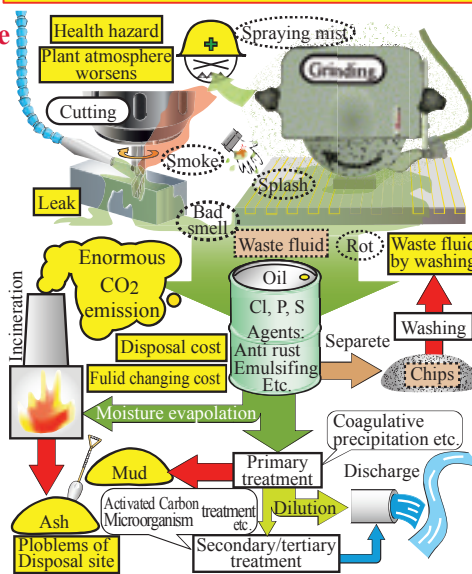 e
Health hazard
Plant atmosphere
worsens
Spraying mist
Grinding
Cutting
Smoke
Splash
Leak
Bad
smell
Waste fluid
Rot
Waste fluid
by washing
Enormous
CO2
emission
Incineration
Oil
Cl, P, S
Agents:
Anti rust
Emulsifing
Etc.
Disposal cost
Fulid changing cost
Separete
Washing
Chips
Moisture evapolation
Coagulative
precipitation etc.
Mud
Primary
treatment
Discharge
Activated Carbon
Microorganism
treatment
etc.
Dilution
Ash
Ploblems of
Disposal site
Secondary/tertiary
treatment